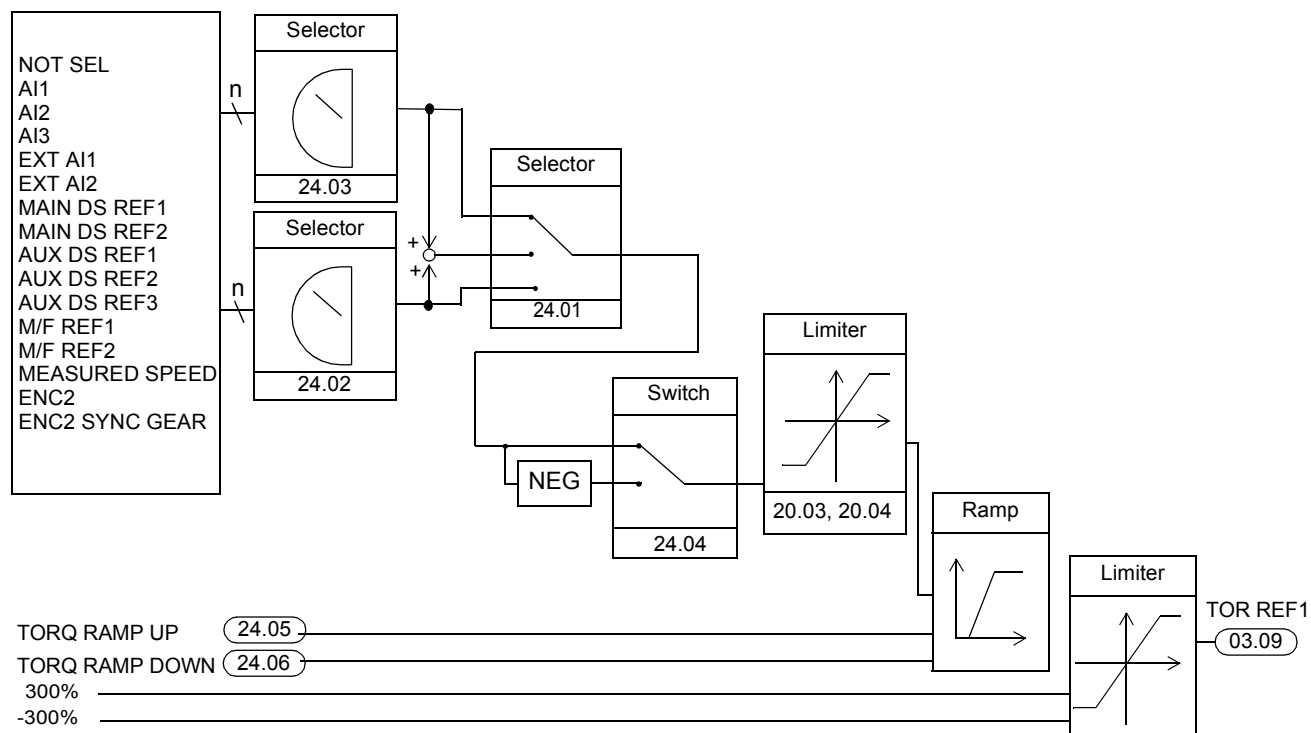 NOT SEL
AI1
AI2
AI3
EXT AI1
EXT AI2
MAIN DS REF1
MAIN DS REF2
AUX DS REF1
AUX DS REF2
AUX DS REF3
M/F REF1
M/F REF2
MEASURED SPEED
ENC2
ENC2 SYNC GEAR
n
n
Selector
24.03
Selector
24.02
+
+
Selector
24.01
NEG
Switch
24.04
Limiter
20.03, 20.04
Ramp
Limiter
TOR REF1
03.09
TORQ RAMP UP 24.05
TORQ RAMP DOWN 24.06
300%
-300%